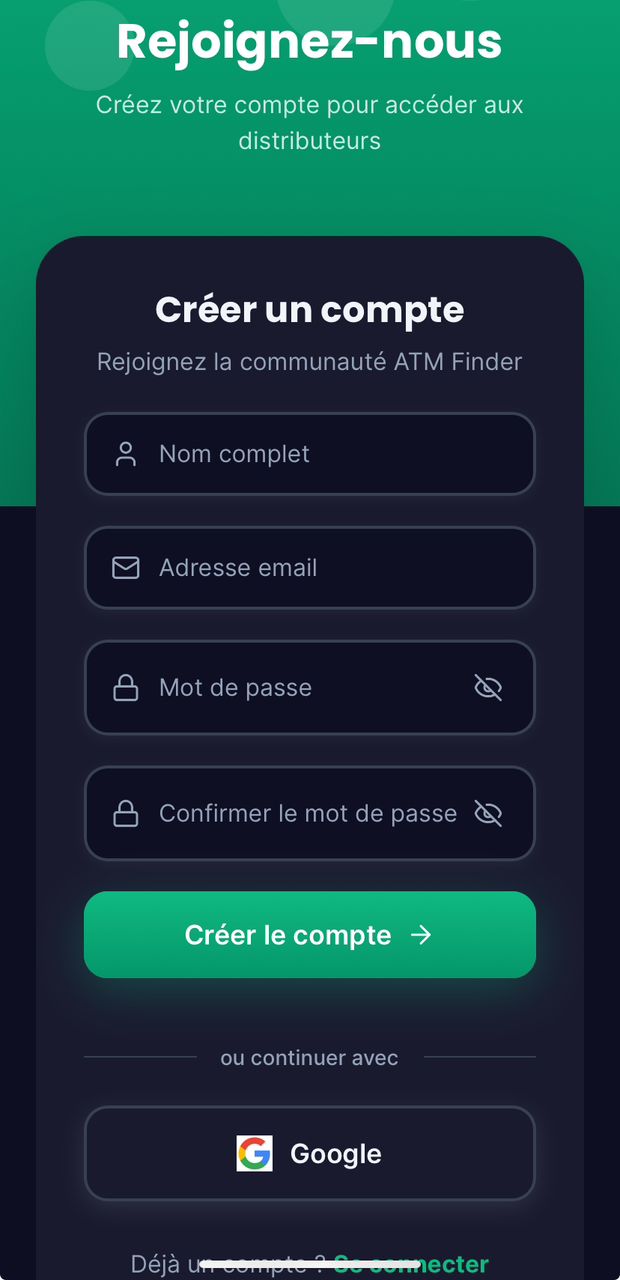 Rejoignez-nous
Créez votre compte pour accéder aux
distributeurs
Créer un compte
Rejoignez la communauté ATM Finder
Nom complet
Adresse email
Mot de passe
Confirmer le mot de passe
Créer le compte
ou continuer avec
Google
Déjà un compte ? Se connecter